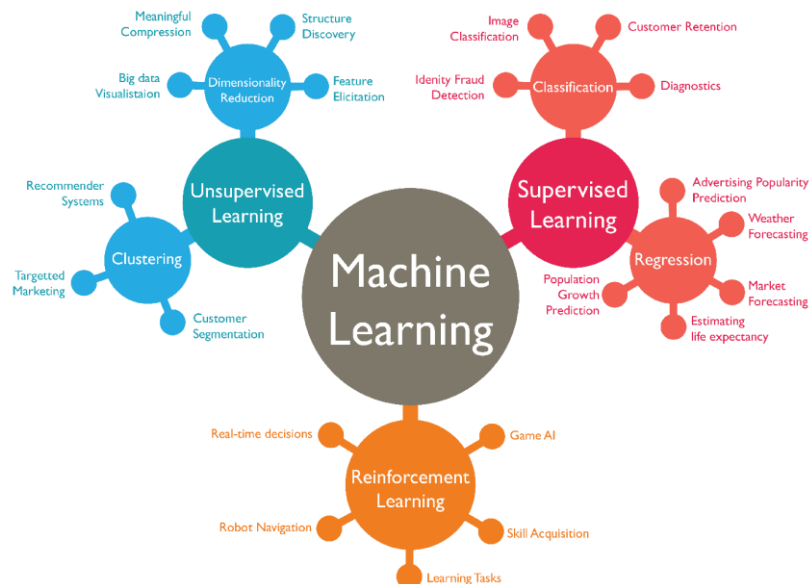 Meaningful
Compression
Structure
Discovery
Big data
Visualistaion
Dimensionality
Reduction
Feature
Elicitation
Unsupervised
Learning
Recommender
Systems
Clustering
Targetted
Marketing
Customer
Segmentation
Machine
Learning
Image
Classification
Customer Retention
Idenity Fraud
Detection
Classification
Diagnostics
Supervised
Learning
Advertising Popularity
Prediction
Weather
Forecasting
Regression
Population
Growth
Prediction
Market
Forecasting
Estimating
life expectancy
Real-time decisions
Game AI
Reinforcement
Learning
Robot Navigation
Skill Acquisition
Learning Tasks